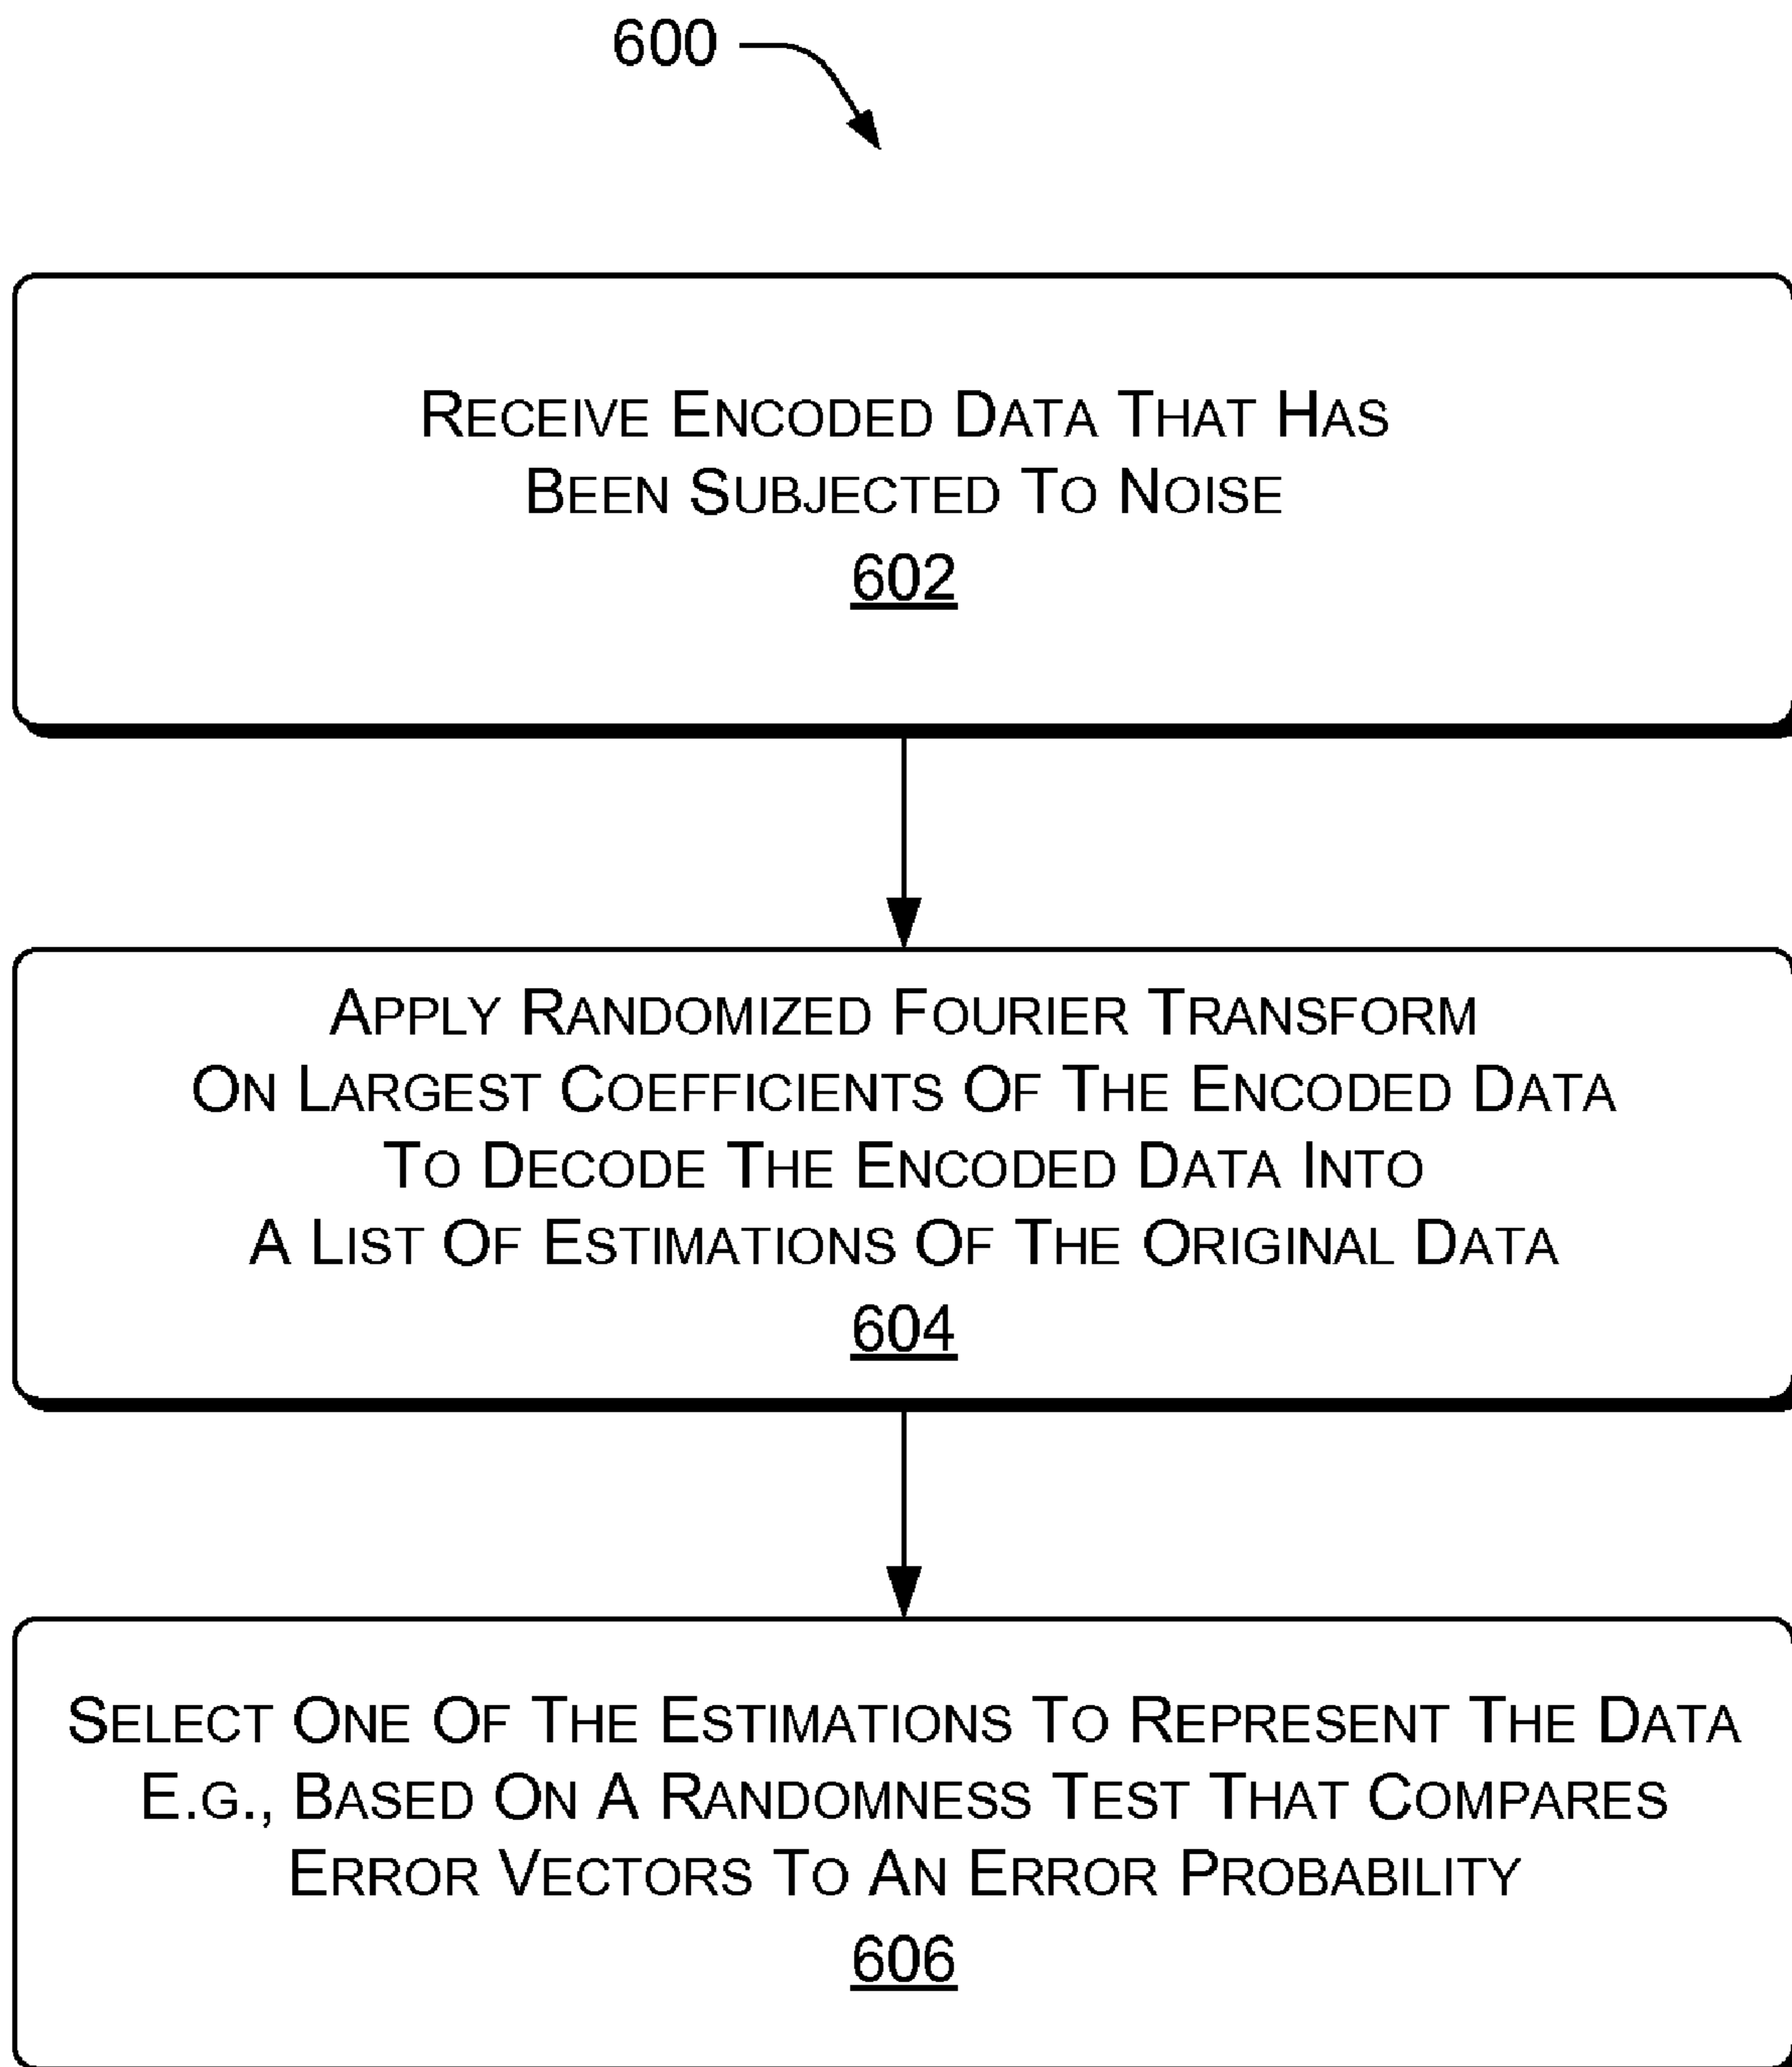 600
Receive Encoded Data That Has
Been Subjected To Noise
602
Apply Randomized Fourier Transform
On Largest Coefficients Of The Encoded Data
To Decode The Encoded Data Into
A List Of Estimations Of The Original Data
604
Select One Of The Estimations To Represent The Data
E.g., Based On A Randomness Test That Compares
Error Vectors To An Error Probability
606